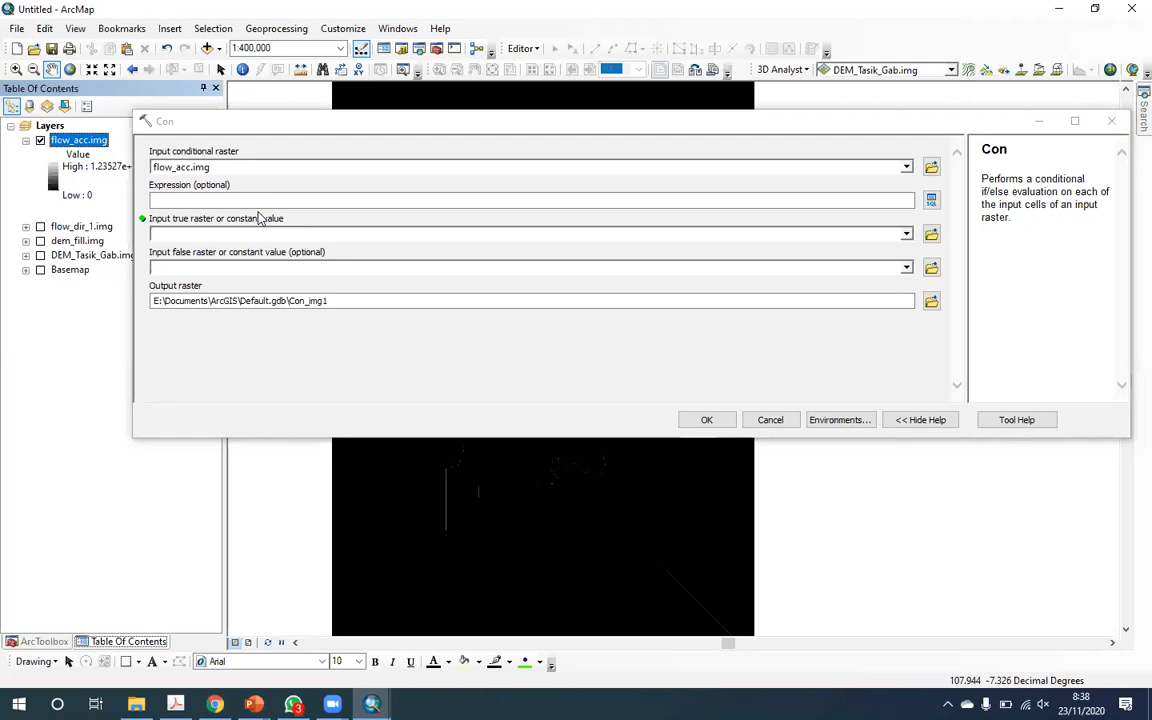 Untitled - ArcMap
File Edit View Bookmarks Insert Selection Geoprocessing Customize Windows Help
1:400,000
Editor
3D Analyst
DEM_Tasik_Gab.img
Table Of Contents
Layers
flow_acc.img
Value
High : 1.23527e+
Low : 0
flow_dir_1.img
dem_fill.img
DEM_Tasik_Gab.img
Basemap
Con
Input conditional raster
flow_acc.img
Expression (optional)
SQL
Input true raster or constant value
Input false raster or constant value (optional)
Output raster
E:\Documents\ArcGIS\Default.gdb\Con_img1
OK Cancel Environments... << Hide Help Tool Help
Con
Performs a conditional
if/else evaluation on each of
the input cells of an input
raster.
Search
ArcToolbox Table Of Contents
Drawing
Arial 10 B I U A
107.944 -7.326 Decimal Degrees
3
8:38
23/11/2020